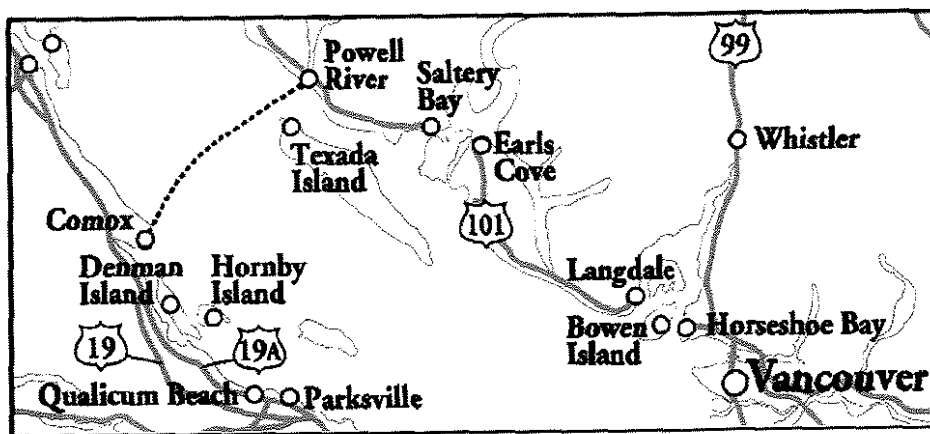 Powell
River
Saltery
Bay
99
Texada
Island
Earls
Cove
Whistler
Comox
101
Denman
Island
Hornby
Island
Langdale
Bowen
Island
Horseshoe Bay
19
19A
Vancouver
Qualicum Beach
Parksville